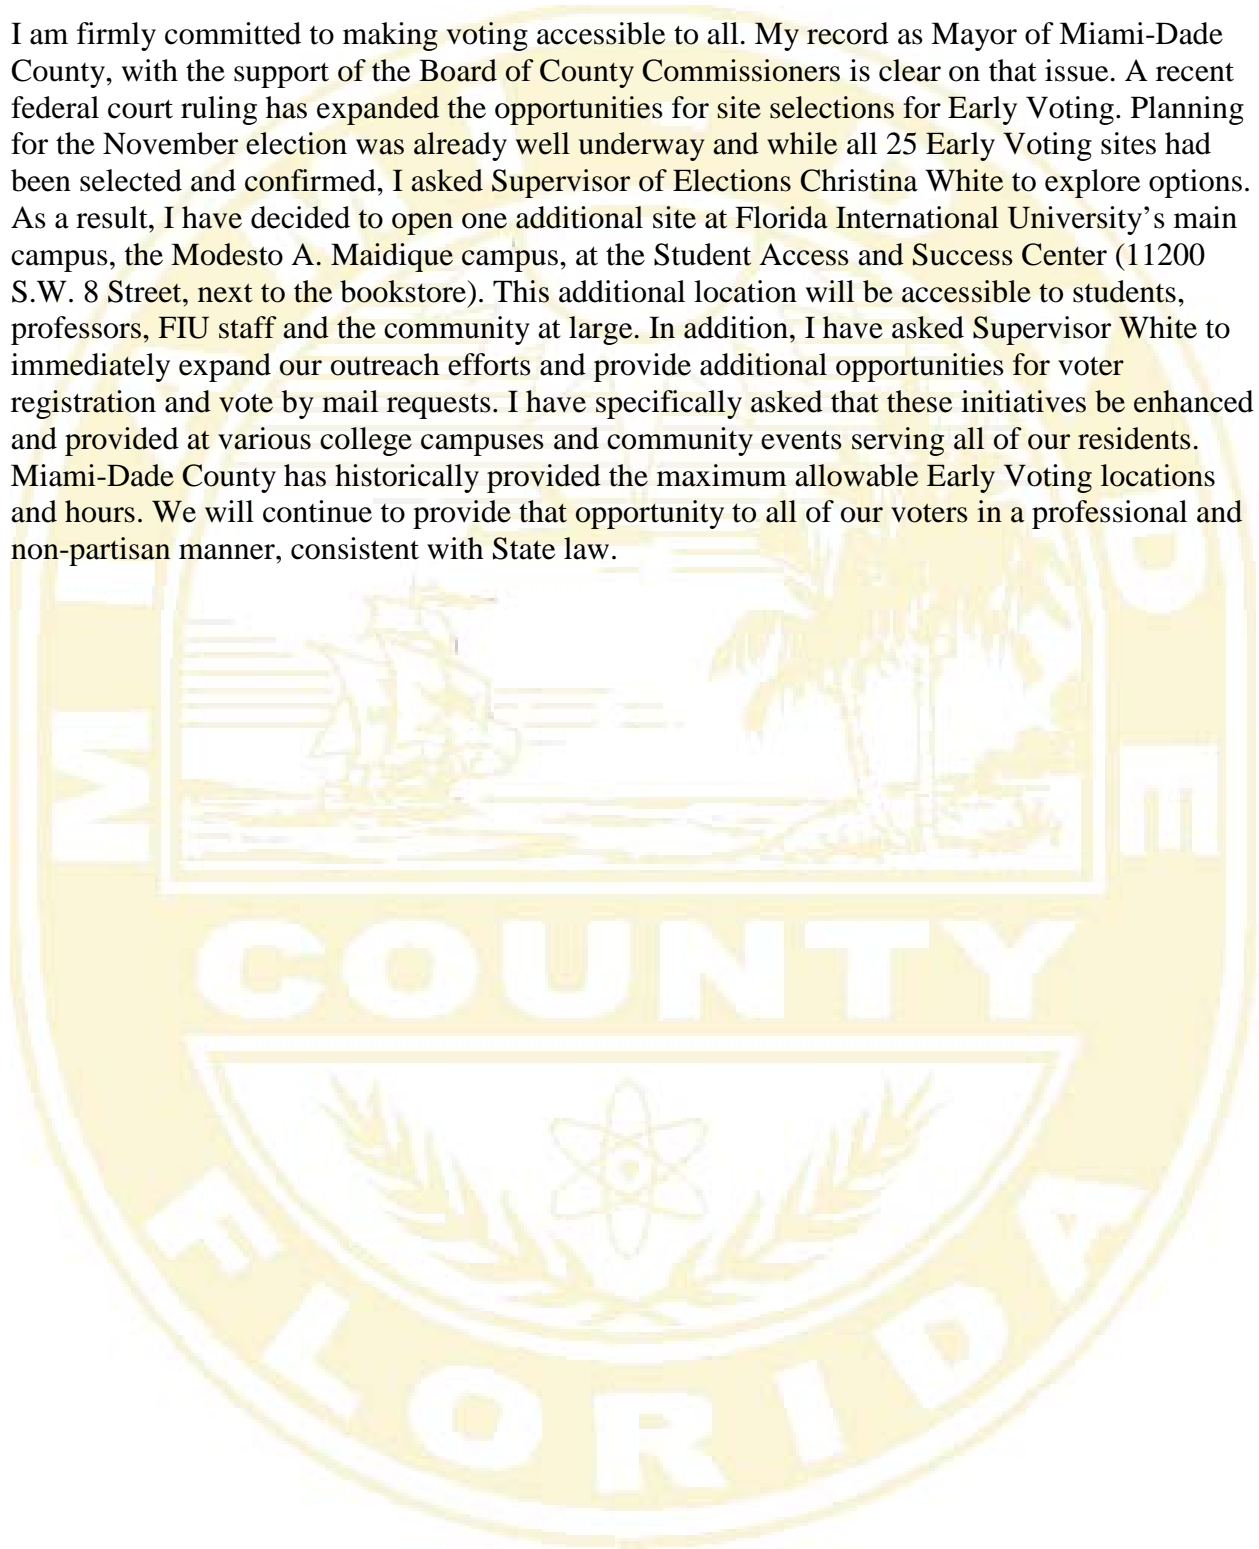 I am firmly committed to making voting accessible to all. My record as Mayor of Miami-Dade
County, with the support of the Board of County Commissioners is clear on that issue. A recent
federal court ruling has expanded the opportunities for site selections for Early Voting. Planning
for the November election was already well underway and while all 25 Early Voting sites had
been selected and confirmed, I asked Supervisor of Elections Christina White to explore options.
As a result, I have decided to open one additional site at Florida International University’s main
campus, the Modesto A. Maidique campus, at the Student Access and Success Center (11200
S.W. 8 Street, next to the bookstore). This additional location will be accessible to students,
professors, FIU staff and the community at large. In addition, I have asked Supervisor White to
immediately expand our outreach efforts and provide additional opportunities for voter
registration and vote by mail requests. I have specifically asked that these initiatives be enhanced
and provided at various college campuses and community events serving all of our residents.
Miami-Dade County has historically provided the maximum allowable Early Voting locations
and hours. We will continue to provide that opportunity to all of our voters in a professional and
non-partisan manner, consistent with State law.
MIAMI-DADE
COUNTY
FLORIDA